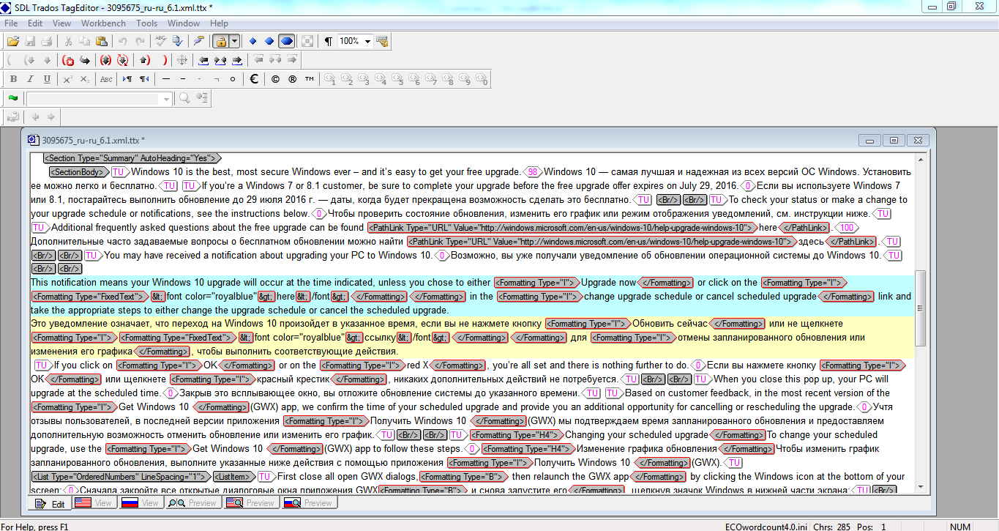 SDL Trados TagEditor - 3095675_ru-ru_6.1.xml.ttx *
File Edit View Workbench Tools Window Help
100%
B I U X² X₂ ABC € © ® ™ 1 2 3 4 5 6 7 8 9 0
3095675_ru-ru_6.1.xml.ttx *
<Section Type="Summary" AutoHeading="Yes">
<SectionBody> TU Windows 10 is the best, most secure Windows ever – and it's easy to get your free upgrade. 98 Windows 10 — самая лучшая и надежная из всех версий ОС Windows. Установить
ее можно легко и бесплатно. TU TU If you're a Windows 7 or 8.1 customer, be sure to complete your upgrade before the free upgrade offer expires on July 29, 2016. 0 Если вы используете Windows 7
или 8.1, постарайтесь выполнить обновление до 29 июля 2016 г. — даты, когда будет прекращена возможность сделать это бесплатно. TU <Br/> <Br/> TU To check your status or make a change to
your upgrade schedule or notifications, see the instructions below. 0 Чтобы проверить состояние обновления, изменить его график или режим отображения уведомлений, см. инструкции ниже. TU
TU Additional frequently asked questions about the free upgrade can be found <PathLink Type="URL" Value="http://windows.microsoft.com/en-us/windows-10/help-upgrade-windows-10"> here </PathLink> . 100
Дополнительные часто задаваемые вопросы о бесплатном обновлении можно найти <PathLink Type="URL" Value="http://windows.microsoft.com/en-us/windows-10/help-upgrade-windows-10"> здесь </PathLink> . TU
<Br/> <Br/> TU You may have received a notification about upgrading your PC to Windows 10. 0 Возможно, вы уже получали уведомление об обновлении операционной системы до Windows 10. TU
<Br/> <Br/>
This notification means your Windows 10 upgrade will occur at the time indicated, unless you chose to either <Formatting Type="I"> Upgrade now </Formatting> or click on the <Formatting Type="I">
<Formatting Type="FixedText"> &lt; font color="royalblue" &gt; here &lt; /font &gt; </Formatting> </Formatting> in the <Formatting Type="I"> change upgrade schedule or cancel scheduled upgrade </Formatting> link and
take the appropriate steps to either change the upgrade schedule or cancel the scheduled upgrade.
Это уведомление означает, что переход на Windows 10 произойдет в указанное время, если вы не нажмете кнопку <Formatting Type="I"> Обновить сейчас </Formatting> или не щелкнете
<Formatting Type="I"> <Formatting Type="FixedText"> &lt; font color="royalblue" &gt; ссылку &lt; /font &gt; </Formatting> </Formatting> для <Formatting Type="I"> отмены запланированного обновления или
изменения его графика </Formatting> , чтобы выполнить соответствующие действия.
TU If you click on <Formatting Type="I"> OK </Formatting> or on the <Formatting Type="I"> red X </Formatting> , you're all set and there is nothing further to do. 0 Если вы нажмете кнопку <Formatting Type="I">
ОК </Formatting> или щелкнете <Formatting Type="I"> красный крестик </Formatting> , никаких дополнительных действий не потребуется. TU <Br/> <Br/> TU When you close this pop up, your PC will
upgrade at the scheduled time. 0 Закрыв это всплывающее окно, вы отложите обновление системы до указанного времени. TU TU Based on customer feedback, in the most recent version of the
<Formatting Type="I"> Get Windows 10 </Formatting> (GWX) app, we confirm the time of your scheduled upgrade and provide you an additional opportunity for cancelling or rescheduling the upgrade. 0 Учтя
отзывы пользователей, в последней версии приложения <Formatting Type="I"> Получить Windows 10 </Formatting> (GWX) мы подтверждаем время запланированного обновления и предоставляем
дополнительную возможность отменить обновление или изменить его график. TU <Br/> <Br/> TU <Formatting Type="H4"> Changing your scheduled upgrade </Formatting> To change your scheduled
upgrade, use the <Formatting Type="I"> Get Windows 10 </Formatting> (GWX) app to follow these steps. 0 <Formatting Type="H4"> Изменение графика обновления </Formatting> Чтобы изменить график
запланированного обновления, выполните указанные ниже действия с помощью приложения <Formatting Type="I"> Получить Windows 10 </Formatting> (GWX). TU
<List Type="OrderedNumbers" LineSpacing="1"> <ListItem> TU First close all open GWX dialogs, <Formatting Type="B"> then relaunch the GWX app </Formatting> by clicking the Windows icon at the bottom of your
screen: 0 Сначала закройте все открытые диалоговые окна приложения GWX <Formatting Type="B"> и снова запустите его </Formatting> , щелкнув значок Windows в нижней части экрана: TU <Br/>
Edit View View Preview Preview Preview
For Help, press F1 ECOwordcount4.0.ini Chrs: 285 Pos: 1 NUM